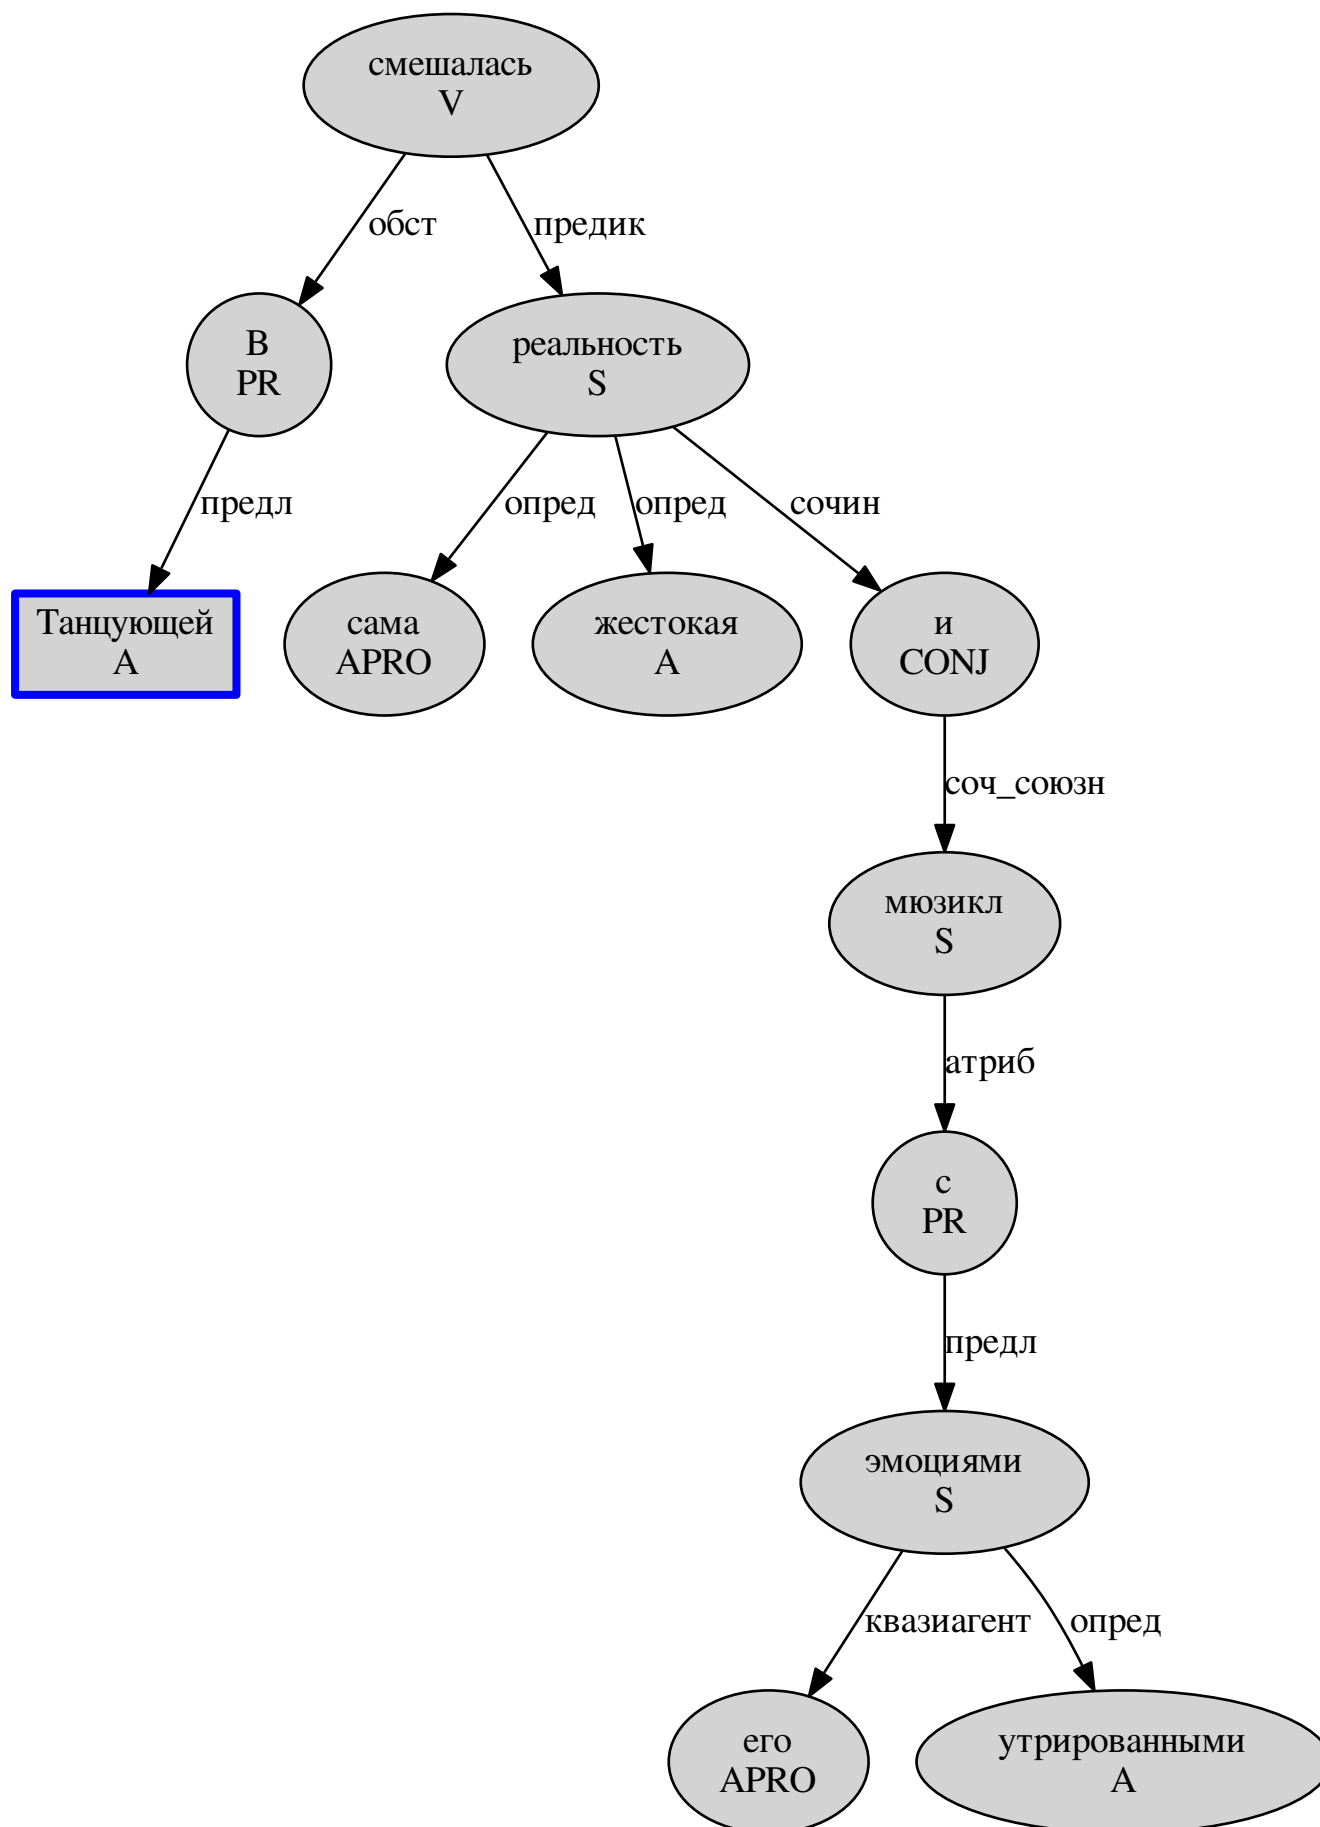 смешалась
V
обст
предик
В
PR
реальность
S
предл
опред
опред
сочин
Танцующей
A
сама
APRO
жестокая
A
и
CONJ
соч_союзн
мюзикл
S
атриб
с
PR
предл
эмоциями
S
квазиагент
опред
его
APRO
утрированными
A